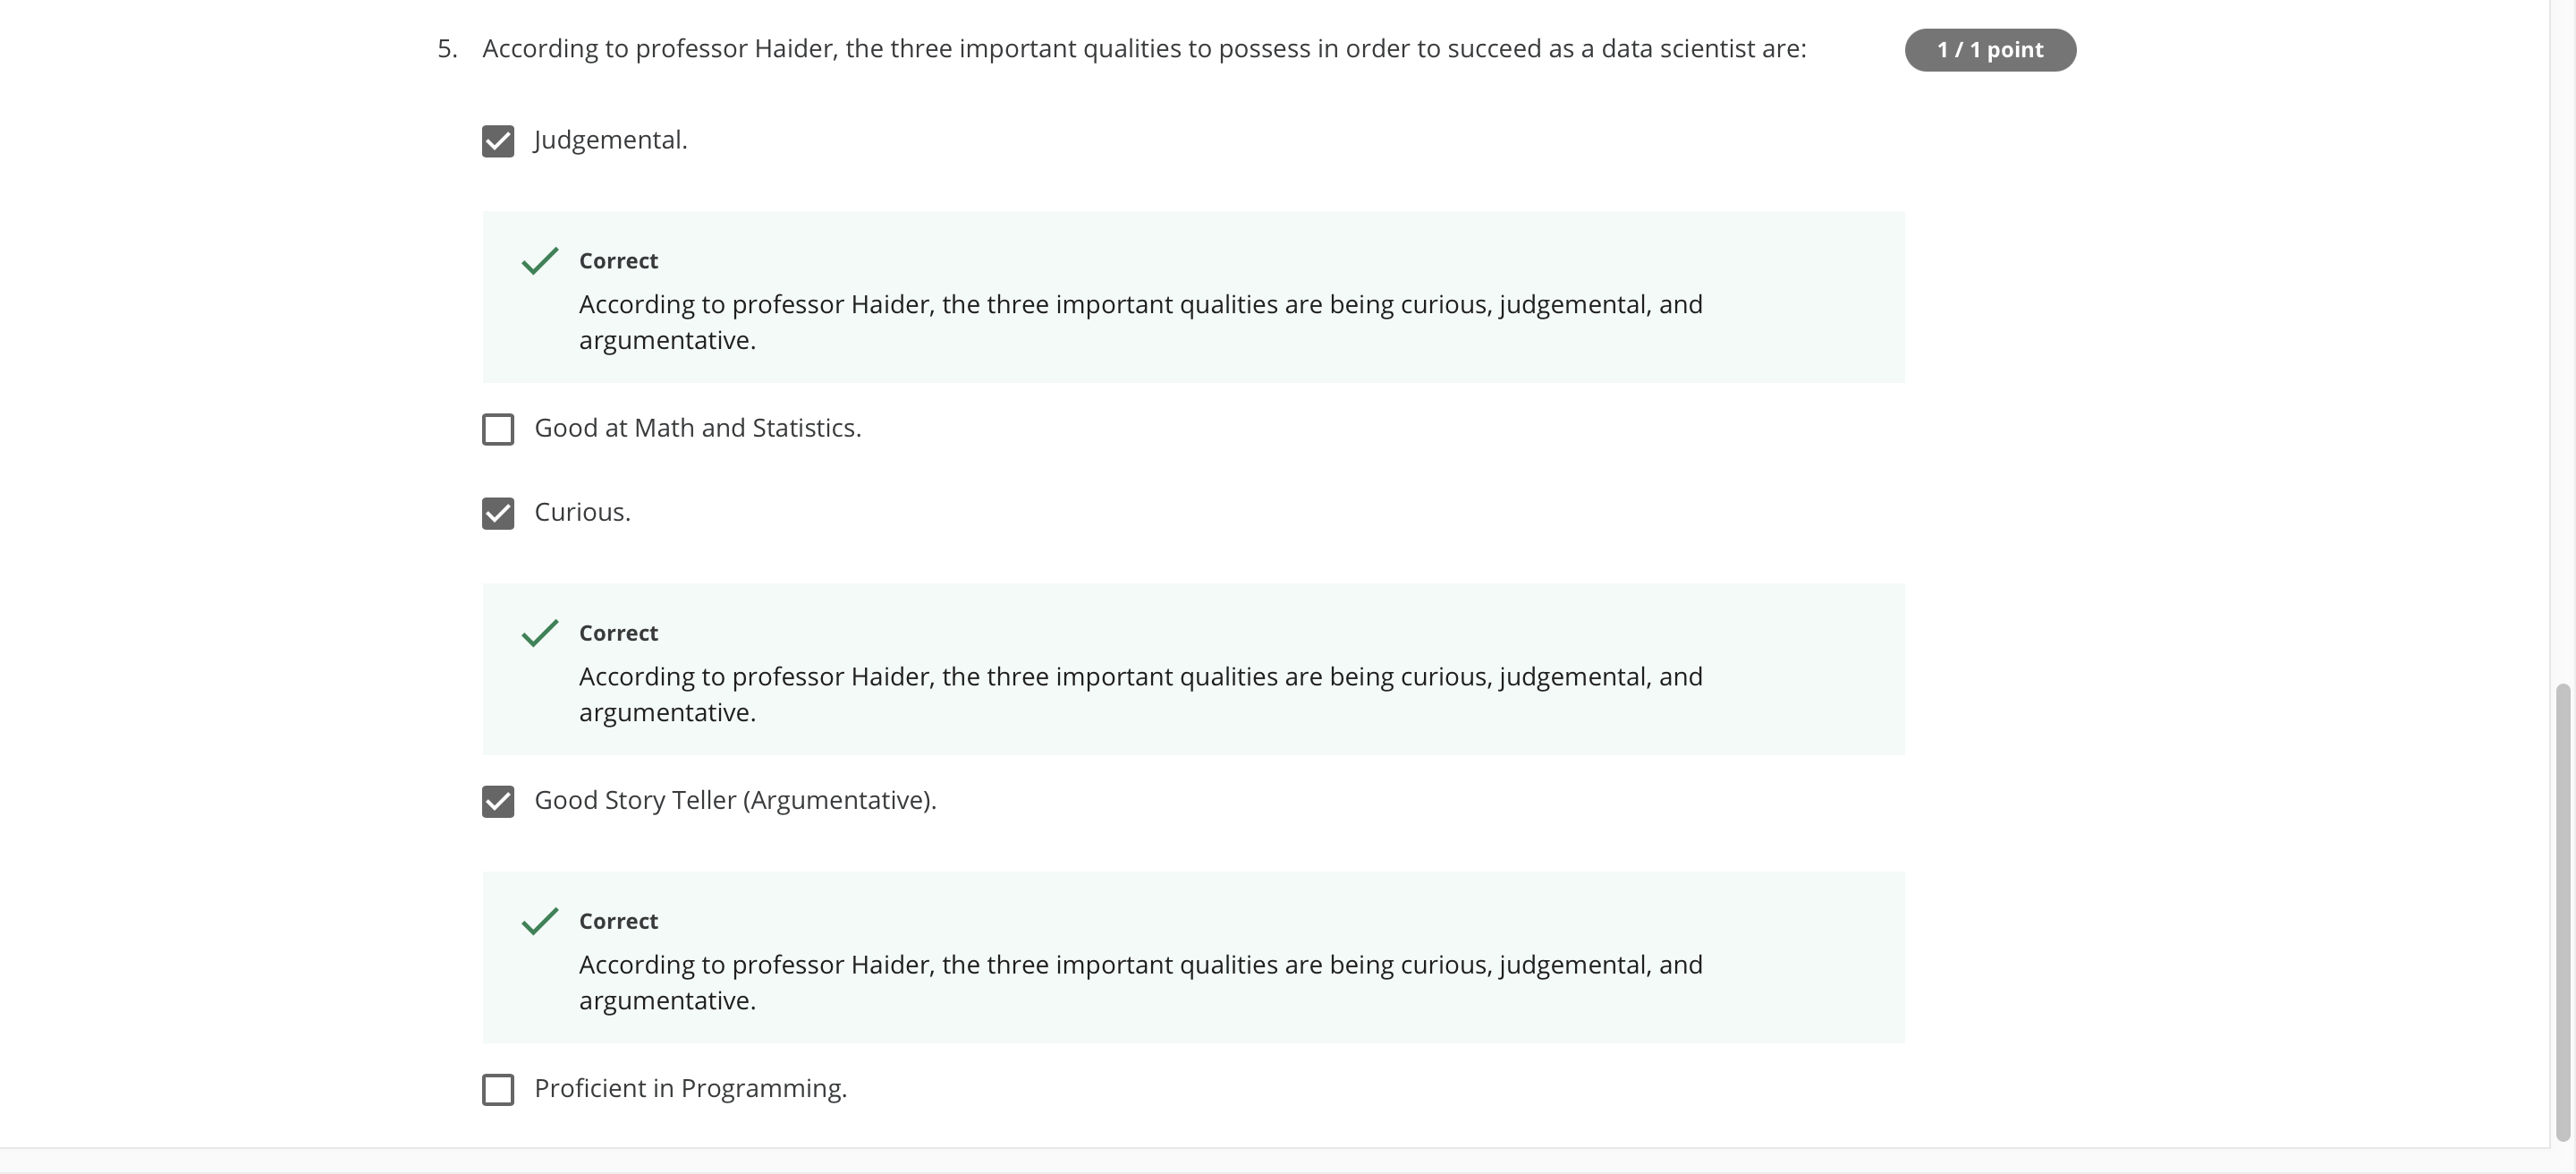 5. According to professor Haider, the three important qualities to possess in order to succeed as a data scientist are:
1 / 1 point
Judgemental.
Correct
According to professor Haider, the three important qualities are being curious, judgemental, and
argumentative.
Good at Math and Statistics.
Curious.
Correct
According to professor Haider, the three important qualities are being curious, judgemental, and
argumentative.
Good Story Teller (Argumentative).
Correct
According to professor Haider, the three important qualities are being curious, judgemental, and
argumentative.
Proficient in Programming.